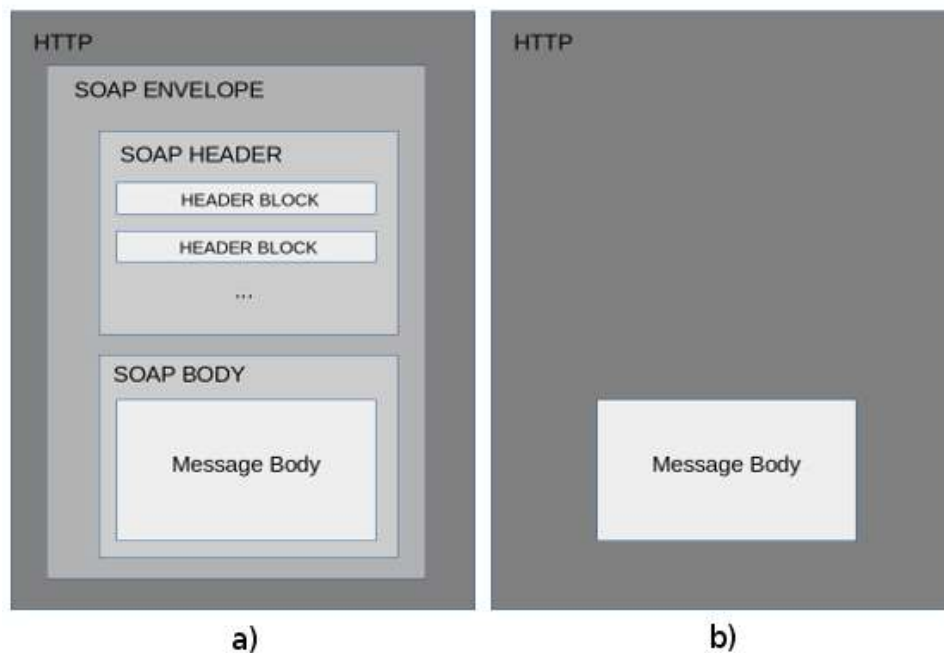 HTTP
SOAP ENVELOPE
SOAP HEADER
HEADER BLOCK
HEADER BLOCK
...
SOAP BODY
Message Body
a)
HTTP
Message Body
b)